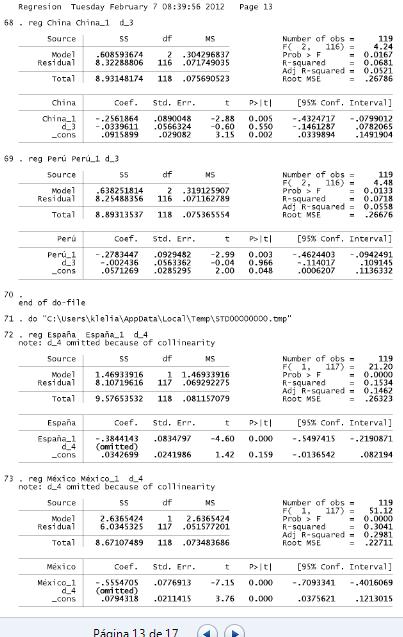 Regresion Tuesday February 7 08:39:56 2012 Page 13
68 . reg China China_1 d_3
Source SS df MS Number of obs = 119
F( 2, 116) = 4.24
Model .608593674 2 .304296837 Prob > F = 0.0167
Residual 8.32288806 116 .071749035 R-squared = 0.0681
Adj R-squared = 0.0521
Total 8.93148174 118 .075690523 Root MSE = .26786
China Coef. Std. Err. t P>|t| [95% Conf. Interval]
China_1 -.2561864 .0890048 -2.88 0.005 -.4324717 -.0799012
d_3 -.0339611 .0566324 -0.60 0.550 -.1461287 .0782065
_cons .0915899 .029082 3.15 0.002 .0339894 .1491904
69 . reg Perú Perú_1 d_3
Source SS df MS Number of obs = 119
F( 2, 116) = 4.48
Model .638251814 2 .319125907 Prob > F = 0.0133
Residual 8.25488356 116 .071162789 R-squared = 0.0718
Adj R-squared = 0.0558
Total 8.89313537 118 .075365554 Root MSE = .26676
Perú Coef. Std. Err. t P>|t| [95% Conf. Interval]
Perú_1 -.2783447 .0929482 -2.99 0.003 -.4624403 -.0942491
d_3 -.002436 .0563362 -0.04 0.966 -.114017 .109145
_cons .0571269 .0285295 2.00 0.048 .0006207 .1136332
70 .
end of do-file
71 . do "C:\Users\klelia\AppData\Local\Temp\STD00000000.tmp"
72 . reg España España_1 d_4
note: d_4 omitted because of collinearity
Source SS df MS Number of obs = 119
F( 1, 117) = 21.20
Model 1.46933916 1 1.46933916 Prob > F = 0.0000
Residual 8.10719616 117 .069292275 R-squared = 0.1534
Adj R-squared = 0.1462
Total 9.57653532 118 .081157079 Root MSE = .26323
España Coef. Std. Err. t P>|t| [95% Conf. Interval]
España_1 -.3844143 .0834797 -4.60 0.000 -.5497415 -.2190871
d_4 (omitted)
_cons .0342699 .0241986 1.42 0.159 -.0136542 .082194
73 . reg México México_1 d_4
note: d_4 omitted because of collinearity
Source SS df MS Number of obs = 119
F( 1, 117) = 51.12
Model 2.6365424 1 2.6365424 Prob > F = 0.0000
Residual 6.0345325 117 .051577201 R-squared = 0.3041
Adj R-squared = 0.2981
Total 8.67107489 118 .073483686 Root MSE = .22711
México Coef. Std. Err. t P>|t| [95% Conf. Interval]
México_1 -.5554705 .0776913 -7.15 0.000 -.7093341 -.4016069
d_4 (omitted)
_cons .0794318 .0211415 3.76 0.000 .0375621 .1213015
Página 13 de 17